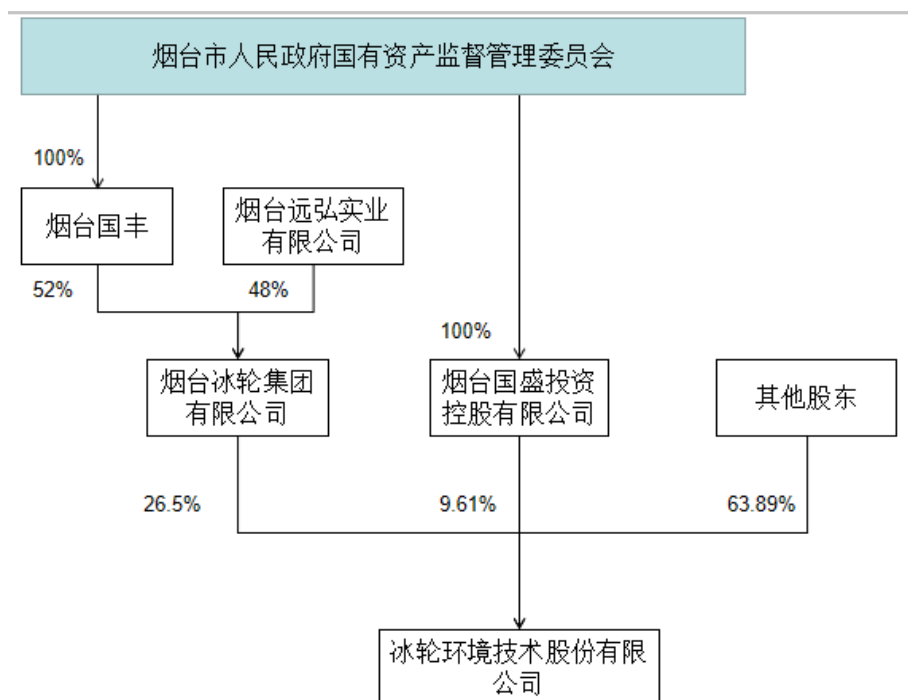 烟台市人民政府国有资产监督管理委员会
100%
烟台国丰
烟台远弘实业
有限公司
52%
48%
100%
烟台冰轮集团
有限公司
烟台国盛投资
控股有限公司
其他股东
26.5%
9.61%
63.89%
冰轮环境技术股份有限
公司